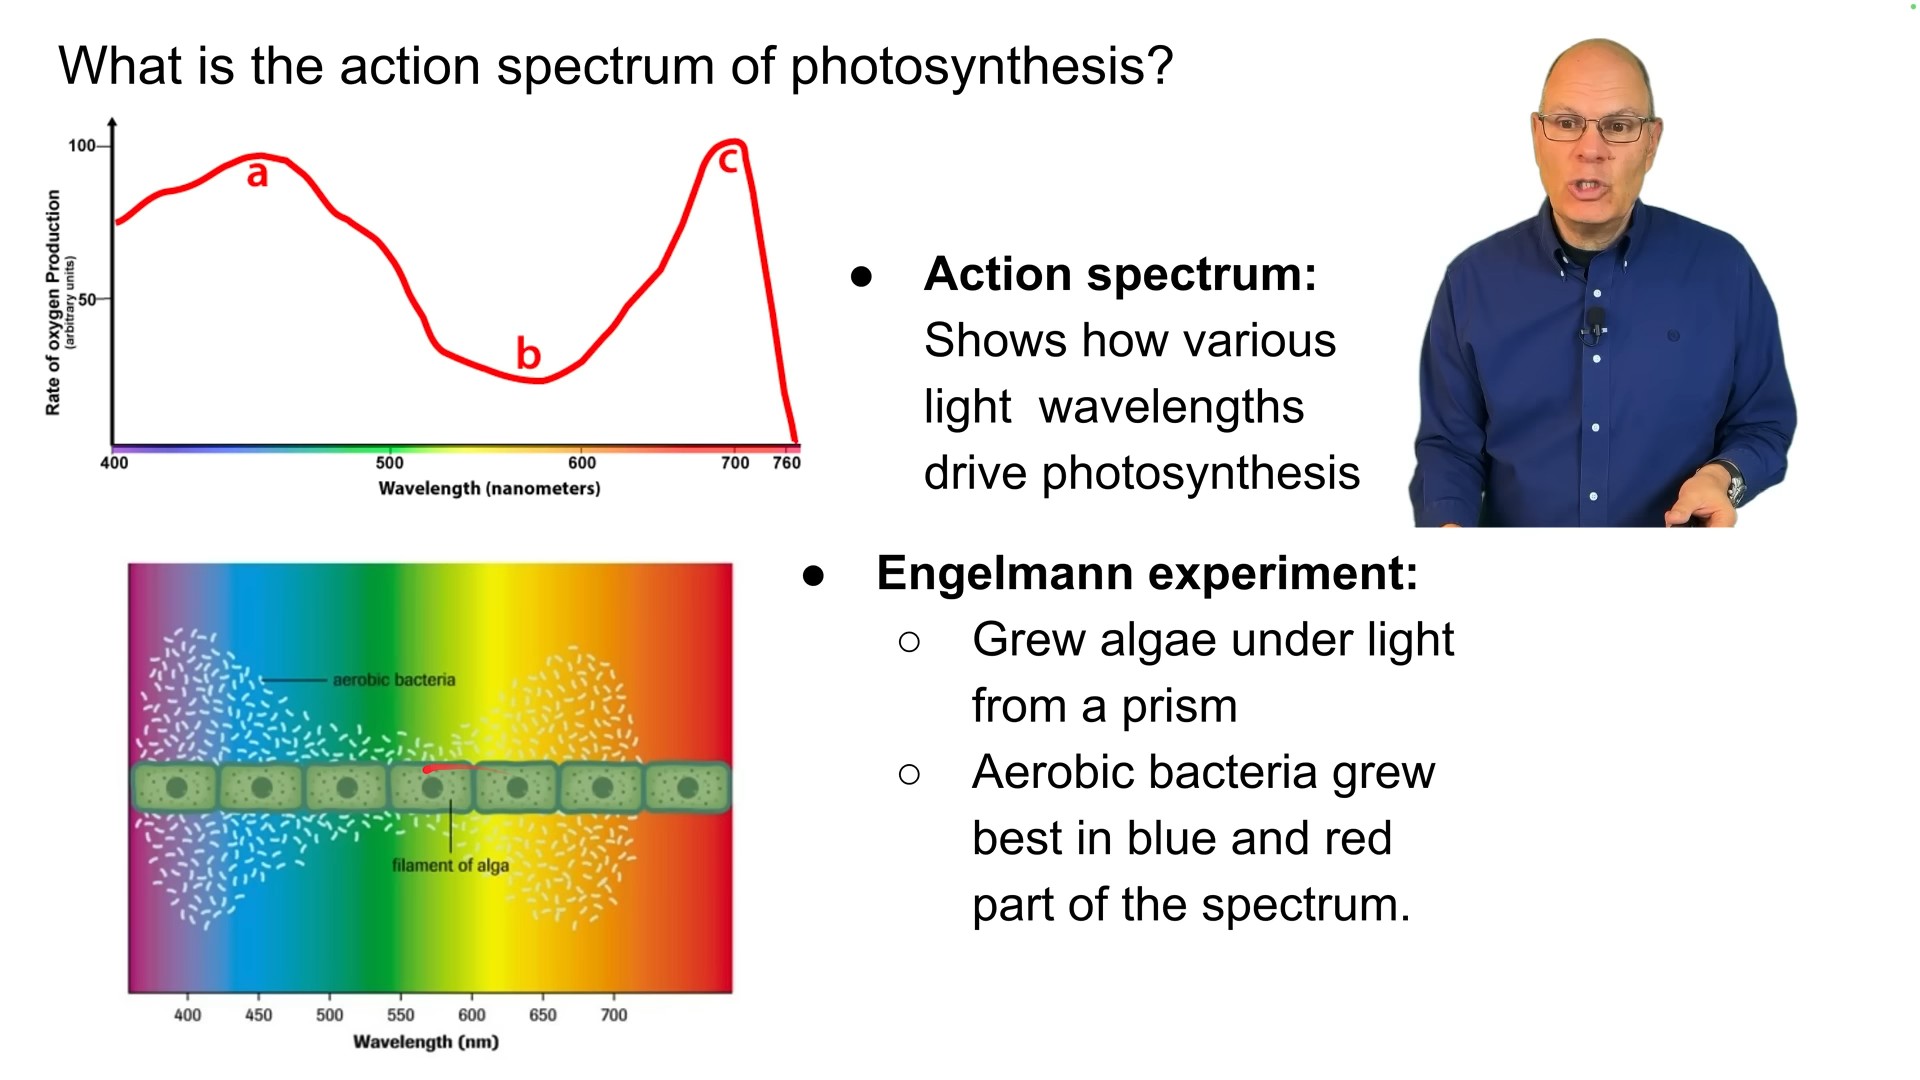 What is the action spectrum of photosynthesis?
100
50
Rate of oxygen Production
(arbitrary units)
a
b
c
400 500 600 700 760
Wavelength (nanometers)
● Action spectrum:
Shows how various
light wavelengths
drive photosynthesis
● Engelmann experiment:
○ Grew algae under light
from a prism
○ Aerobic bacteria grew
best in blue and red
part of the spectrum.
aerobic bacteria
filament of alga
400 450 500 550 600 650 700
Wavelength (nm)